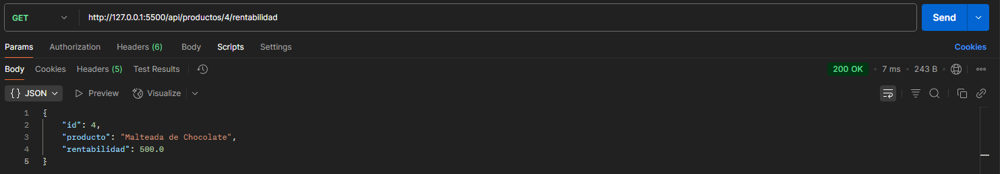 GET http://127.0.0.1:5500/api/productos/4/rentabilidad Send
Params Authorization Headers (6) Body Scripts Settings Cookies
Body Cookies Headers (5) Test Results 200 OK • 7 ms • 243 B
{} JSON Preview Visualize
1 {
2 "id": 4,
3 "producto": "Malteada de Chocolate",
4 "rentabilidad": 500.0
5 }